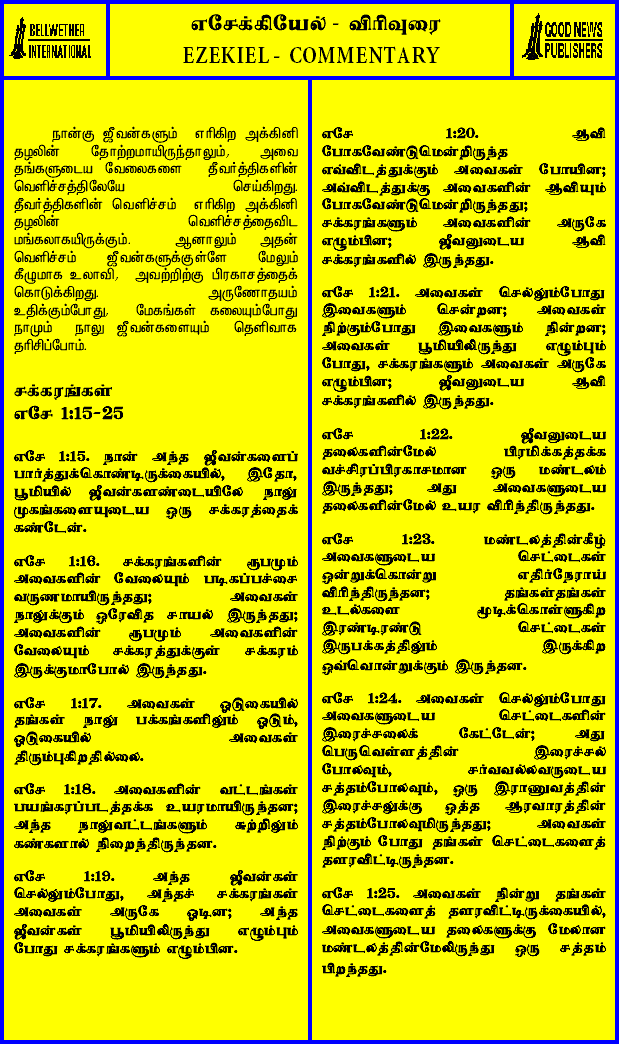 BELLWETHER
INTERNATIONAL
எசேக்கியேல் - விரிவுரை
EZEKIEL - COMMENTARY
GOOD NEWS
PUBLISHERS
நான்கு ஜீவன்களும் எரிகிற அக்கினி
தழலின் தோற்றமாயிருந்தாலும், அவை
தங்களுடைய வேலைகளை தீவர்த்திகளின்
வெளிச்சத்திலேயே செய்கிறது.
தீவர்த்திகளின் வெளிச்சம் எரிகிற அக்கினி
தழலின் வெளிச்சத்தைவிட
மங்கலாகயிருக்கும். ஆனாலும் அதன்
வெளிச்சம் ஜீவன்களுக்குள்ளே மேலும்
கீழுமாக உலாவி, அவற்றிற்கு பிரகாசத்தைக்
கொடுக்கிறது. அருணோதயம்
உதிக்கும்போது, மேகங்கள் கலையும்போது
நாமும் நாலு ஜீவன்களையும் தெளிவாக
தரிசிப்போம்.
சக்கரங்கள்
எசே 1:15-25
எசே 1:15. நான் அந்த ஜீவன்களைப்
பார்த்துக்கொண்டிருக்கையில், இதோ,
பூமியில் ஜீவன்களண்டையிலே நாலு
முகங்களையுடைய ஒரு சக்கரத்தைக்
கண்டேன்.
எசே 1:16. சக்கரங்களின் ரூபமும்
அவைகளின் வேலையும் படிகப்பச்சை
வருணமாயிருந்தது; அவைகள்
நாலுக்கும் ஒரேவித சாயல் இருந்தது;
அவைகளின் ரூபமும் அவைகளின்
வேலையும் சக்கரத்துக்குள் சக்கரம்
இருக்குமாபோல் இருந்தது.
எசே 1:17. அவைகள் ஓடுகையில்
தங்கள் நாலு பக்கங்களிலும் ஓடும்,
ஓடுகையில் அவைகள்
திரும்புகிறதில்லை.
எசே 1:18. அவைகளின் வட்டங்கள்
பயங்கரப்படத்தக்க உயரமாயிருந்தன;
அந்த நாலுவட்டங்களும் சுற்றிலும்
கண்களால் நிறைந்திருந்தன.
எசே 1:19. அந்த ஜீவன்கள்
செல்லும்போது, அந்தச் சக்கரங்கள்
அவைகள் அருகே ஓடின; அந்த
ஜீவன்கள் பூமியிலிருந்து எழும்பும்
போது சக்கரங்களும் எழும்பின.
எசே 1:20. ஆவி
போகவேண்டுமென்றிருந்த
எவ்விடத்துக்கும் அவைகள் போயின;
அவ்விடத்துக்கு அவைகளின் ஆவியும்
போகவேண்டுமென்றிருந்தது;
சக்கரங்களும் அவைகளின் அருகே
எழும்பின; ஜீவனுடைய ஆவி
சக்கரங்களில் இருந்தது.
எசே 1:21. அவைகள் செல்லும்போது
இவைகளும் சென்றன; அவைகள்
நிற்கும்போது இவைகளும் நின்றன;
அவைகள் பூமியிலிருந்து எழும்பும்
போது, சக்கரங்களும் அவைகள் அருகே
எழும்பின; ஜீவனுடைய ஆவி
சக்கரங்களில் இருந்தது.
எசே 1:22. ஜீவனுடைய
தலைகளின்மேல் பிரமிக்கத்தக்க
வச்சிரப்பிரகாசமான ஒரு மண்டலம்
இருந்தது; அது அவைகளுடைய
தலைகளின்மேல் உயர விரிந்திருந்தது.
எசே 1:23. மண்டலத்தின்கீழ்
அவைகளுடைய செட்டைகள்
ஒன்றுக்கொன்று எதிர்நேராய்
விரிந்திருந்தன; தங்கள்தங்கள்
உடல்களை மூடிக்கொள்ளுகிற
இரண்டிரண்டு செட்டைகள்
இருபக்கத்திலும் இருக்கிற
ஒவ்வொன்றுக்கும் இருந்தன.
எசே 1:24. அவைகள் செல்லும்போது
அவைகளுடைய செட்டைகளின்
இரைச்சலைக் கேட்டேன்; அது
பெருவெள்ளத்தின் இரைச்சல்
போலவும், சர்வவல்லவருடைய
சத்தம்போலவும், ஒரு இராணுவத்தின்
இரைச்சலுக்கு ஒத்த ஆரவாரத்தின்
சத்தம்போலவுமிருந்தது; அவைகள்
நிற்கும் போது தங்கள் செட்டைகளைத்
தளரவிட்டிருந்தன.
எசே 1:25. அவைகள் நின்று தங்கள்
செட்டைகளைத் தளரவிட்டிருக்கையில்,
அவைகளுடைய தலைகளுக்கு மேலான
மண்டலத்தின்மேலிருந்து ஒரு சத்தம்
பிறந்தது.